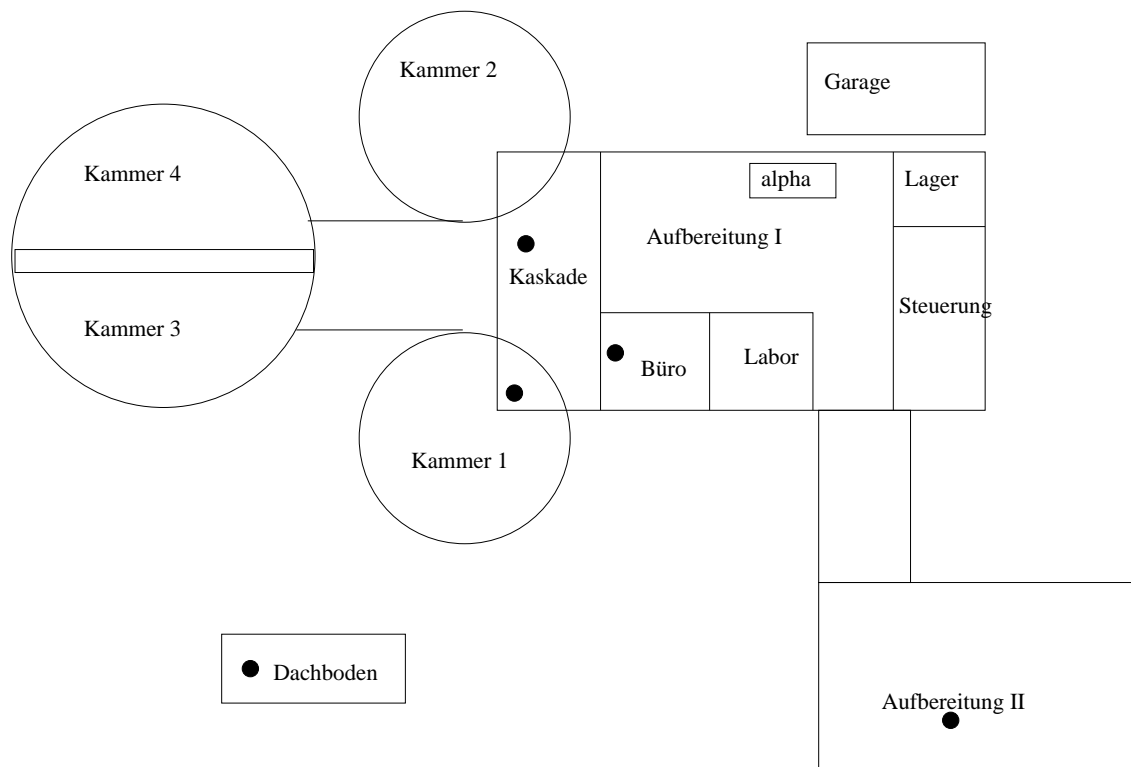 Kammer 2
Garage
Kammer 4
alpha
Lager
Aufbereitung I
Kaskade
Steuerung
Kammer 3
Büro
Labor
Kammer 1
Dachboden
Aufbereitung II